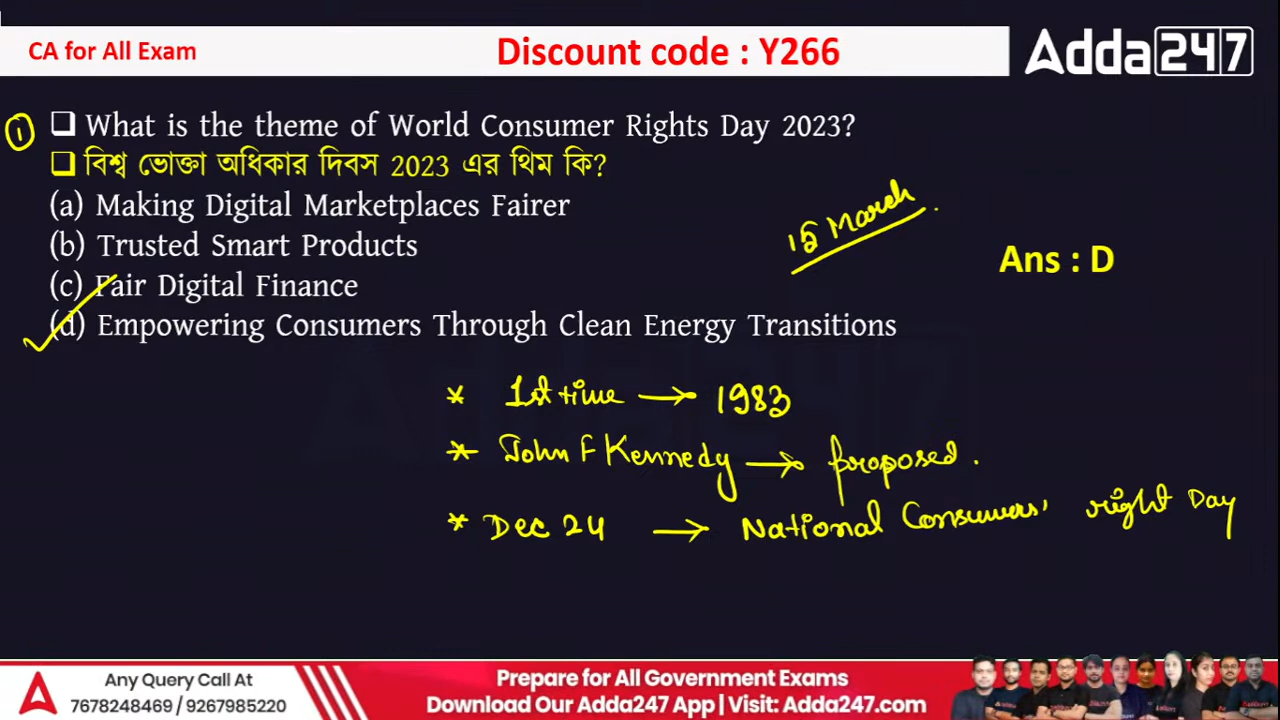 CA for All Exam
Discount code : Y266
Adda247
① ❑ What is the theme of World Consumer Rights Day 2023?
❑ বিশ্ব ভোক্তা অধিকার দিবস 2023 এর থিম কি?
(a) Making Digital Marketplaces Fairer
(b) Trusted Smart Products
(c) Fair Digital Finance
(d) Empowering Consumers Through Clean Energy Transitions
15 March.
Ans : D
* 1st time → 1983
* John F Kennedy → proposed.
* Dec 24 → National Consumers' right Day
Any Query Call At
7678248469 / 9267985220
Prepare for All Government Exams
Download Our Adda247 App | Visit: Adda247.com